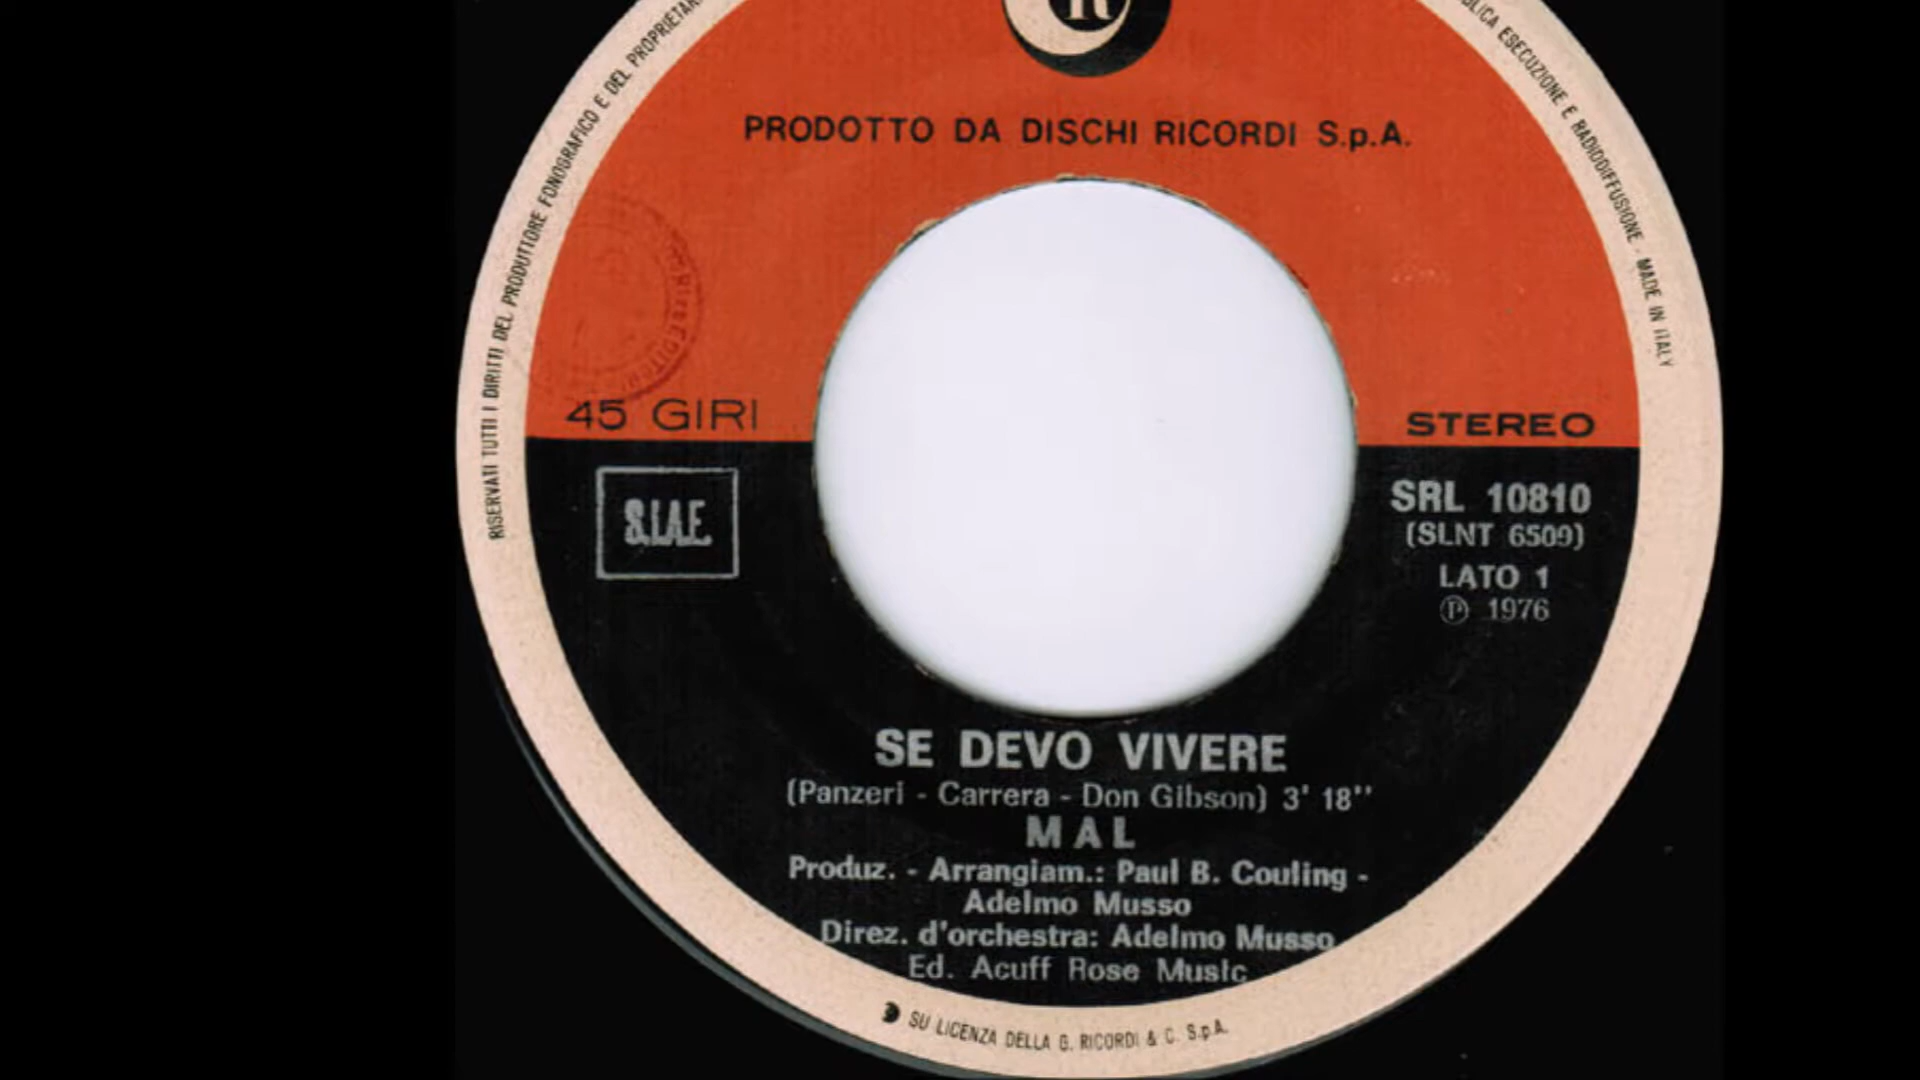 R
PRODOTTO DA DISCHI RICORDI S.p.A.
RISERVATI TUTTI I DIRITTI DEL PRODUTTORE FONOGRAFICO E DEL PROPRIETAR
ESECUZIONE E RADIODIFFUSIONE - MADE IN ITALY
45 GIRI
STEREO
S.I.A.E.
SRL 10810
(SLNT 6509)
LATO 1
Ⓟ 1976
SE DEVO VIVERE
(Panzeri - Carrera - Don Gibson) 3' 18''
MAL
Produz. - Arrangiam.: Paul B. Couling -
Adelmo Musso
Direz. d'orchestra: Adelmo Musso
Ed. Acuff Rose Music
SU LICENZA DELLA G. RICORDI & C. S.p.A.